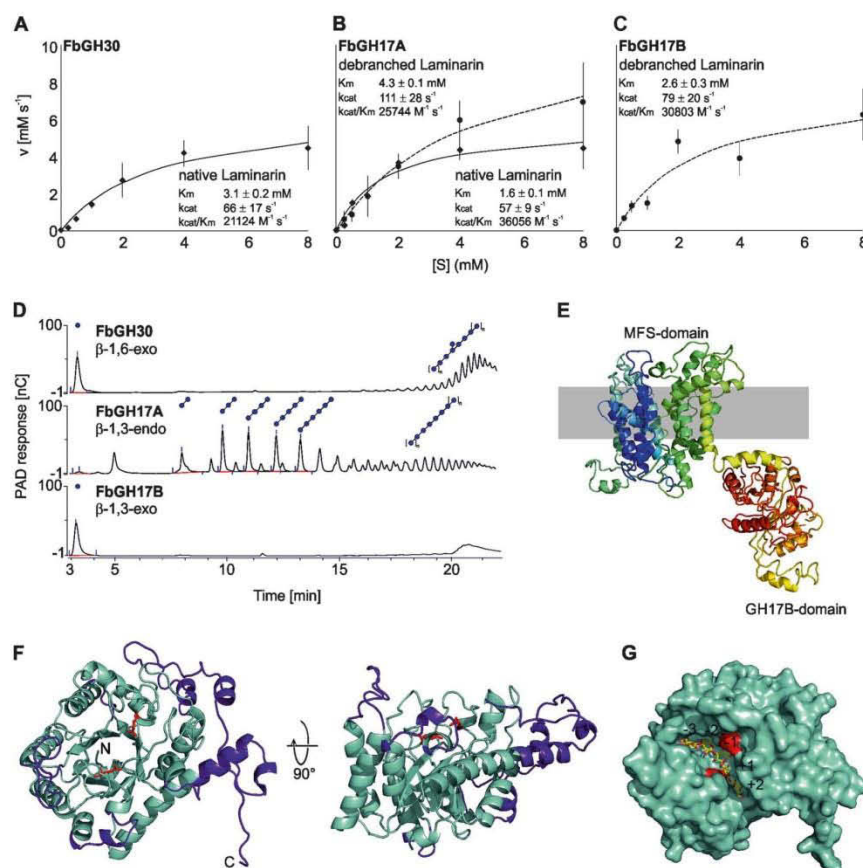 A
FbGH30
v [mM s⁻¹]
10
8
6
4
2
0
native Laminarin
Km 3.1 ± 0.2 mM
kcat 66 ± 17 s⁻¹
kcat/Km 21124 M⁻¹ s⁻¹
0 2 4 6 8
B
FbGH17A
debranched Laminarin
Km 4.3 ± 0.1 mM
kcat 111 ± 28 s⁻¹
kcat/Km 25744 M⁻¹ s⁻¹
native Laminarin
Km 1.6 ± 0.1 mM
kcat 57 ± 9 s⁻¹
kcat/Km 36056 M⁻¹ s⁻¹
0 2 4 6 8
[S] (mM)
C
FbGH17B
debranched Laminarin
Km 2.6 ± 0.3 mM
kcat 79 ± 20 s⁻¹
kcat/Km 30803 M⁻¹ s⁻¹
0 2 4 6 8
D
PAD response [nC]
100
FbGH30
β-1,6-exo
-1
100
FbGH17A
β-1,3-endo
-1
100
FbGH17B
β-1,3-exo
-1
3 5 10 15 20
Time [min]
E
MFS-domain
GH17B-domain
F
N
C
90°
G
+2